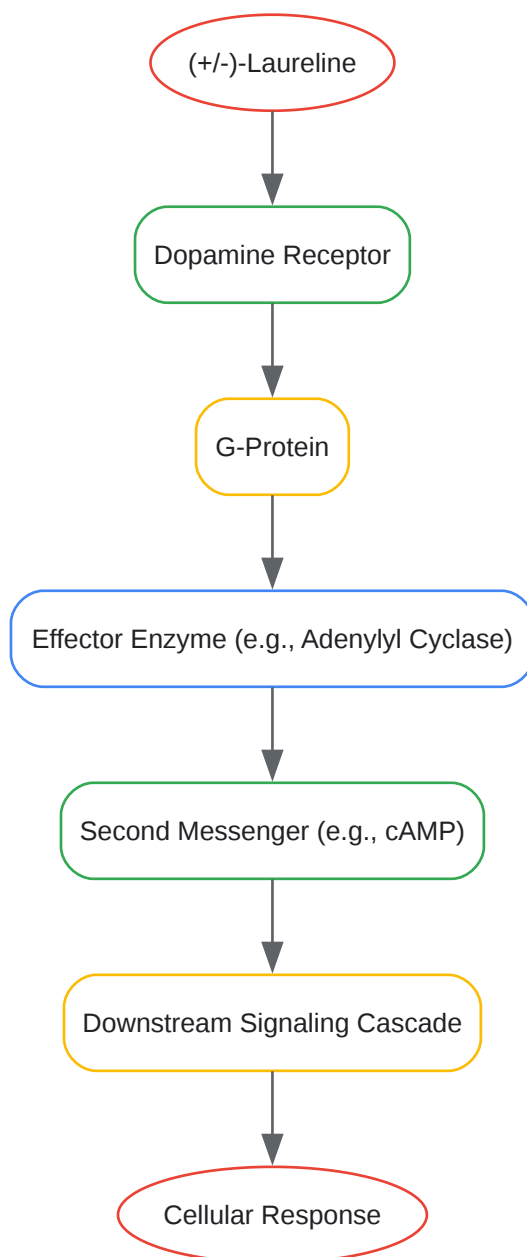 (+/-)-Laureline
Dopamine Receptor
G-Protein
Effector Enzyme (e.g., Adenylyl Cyclase)
Second Messenger (e.g., cAMP)
Downstream Signaling Cascade
Cellular Response